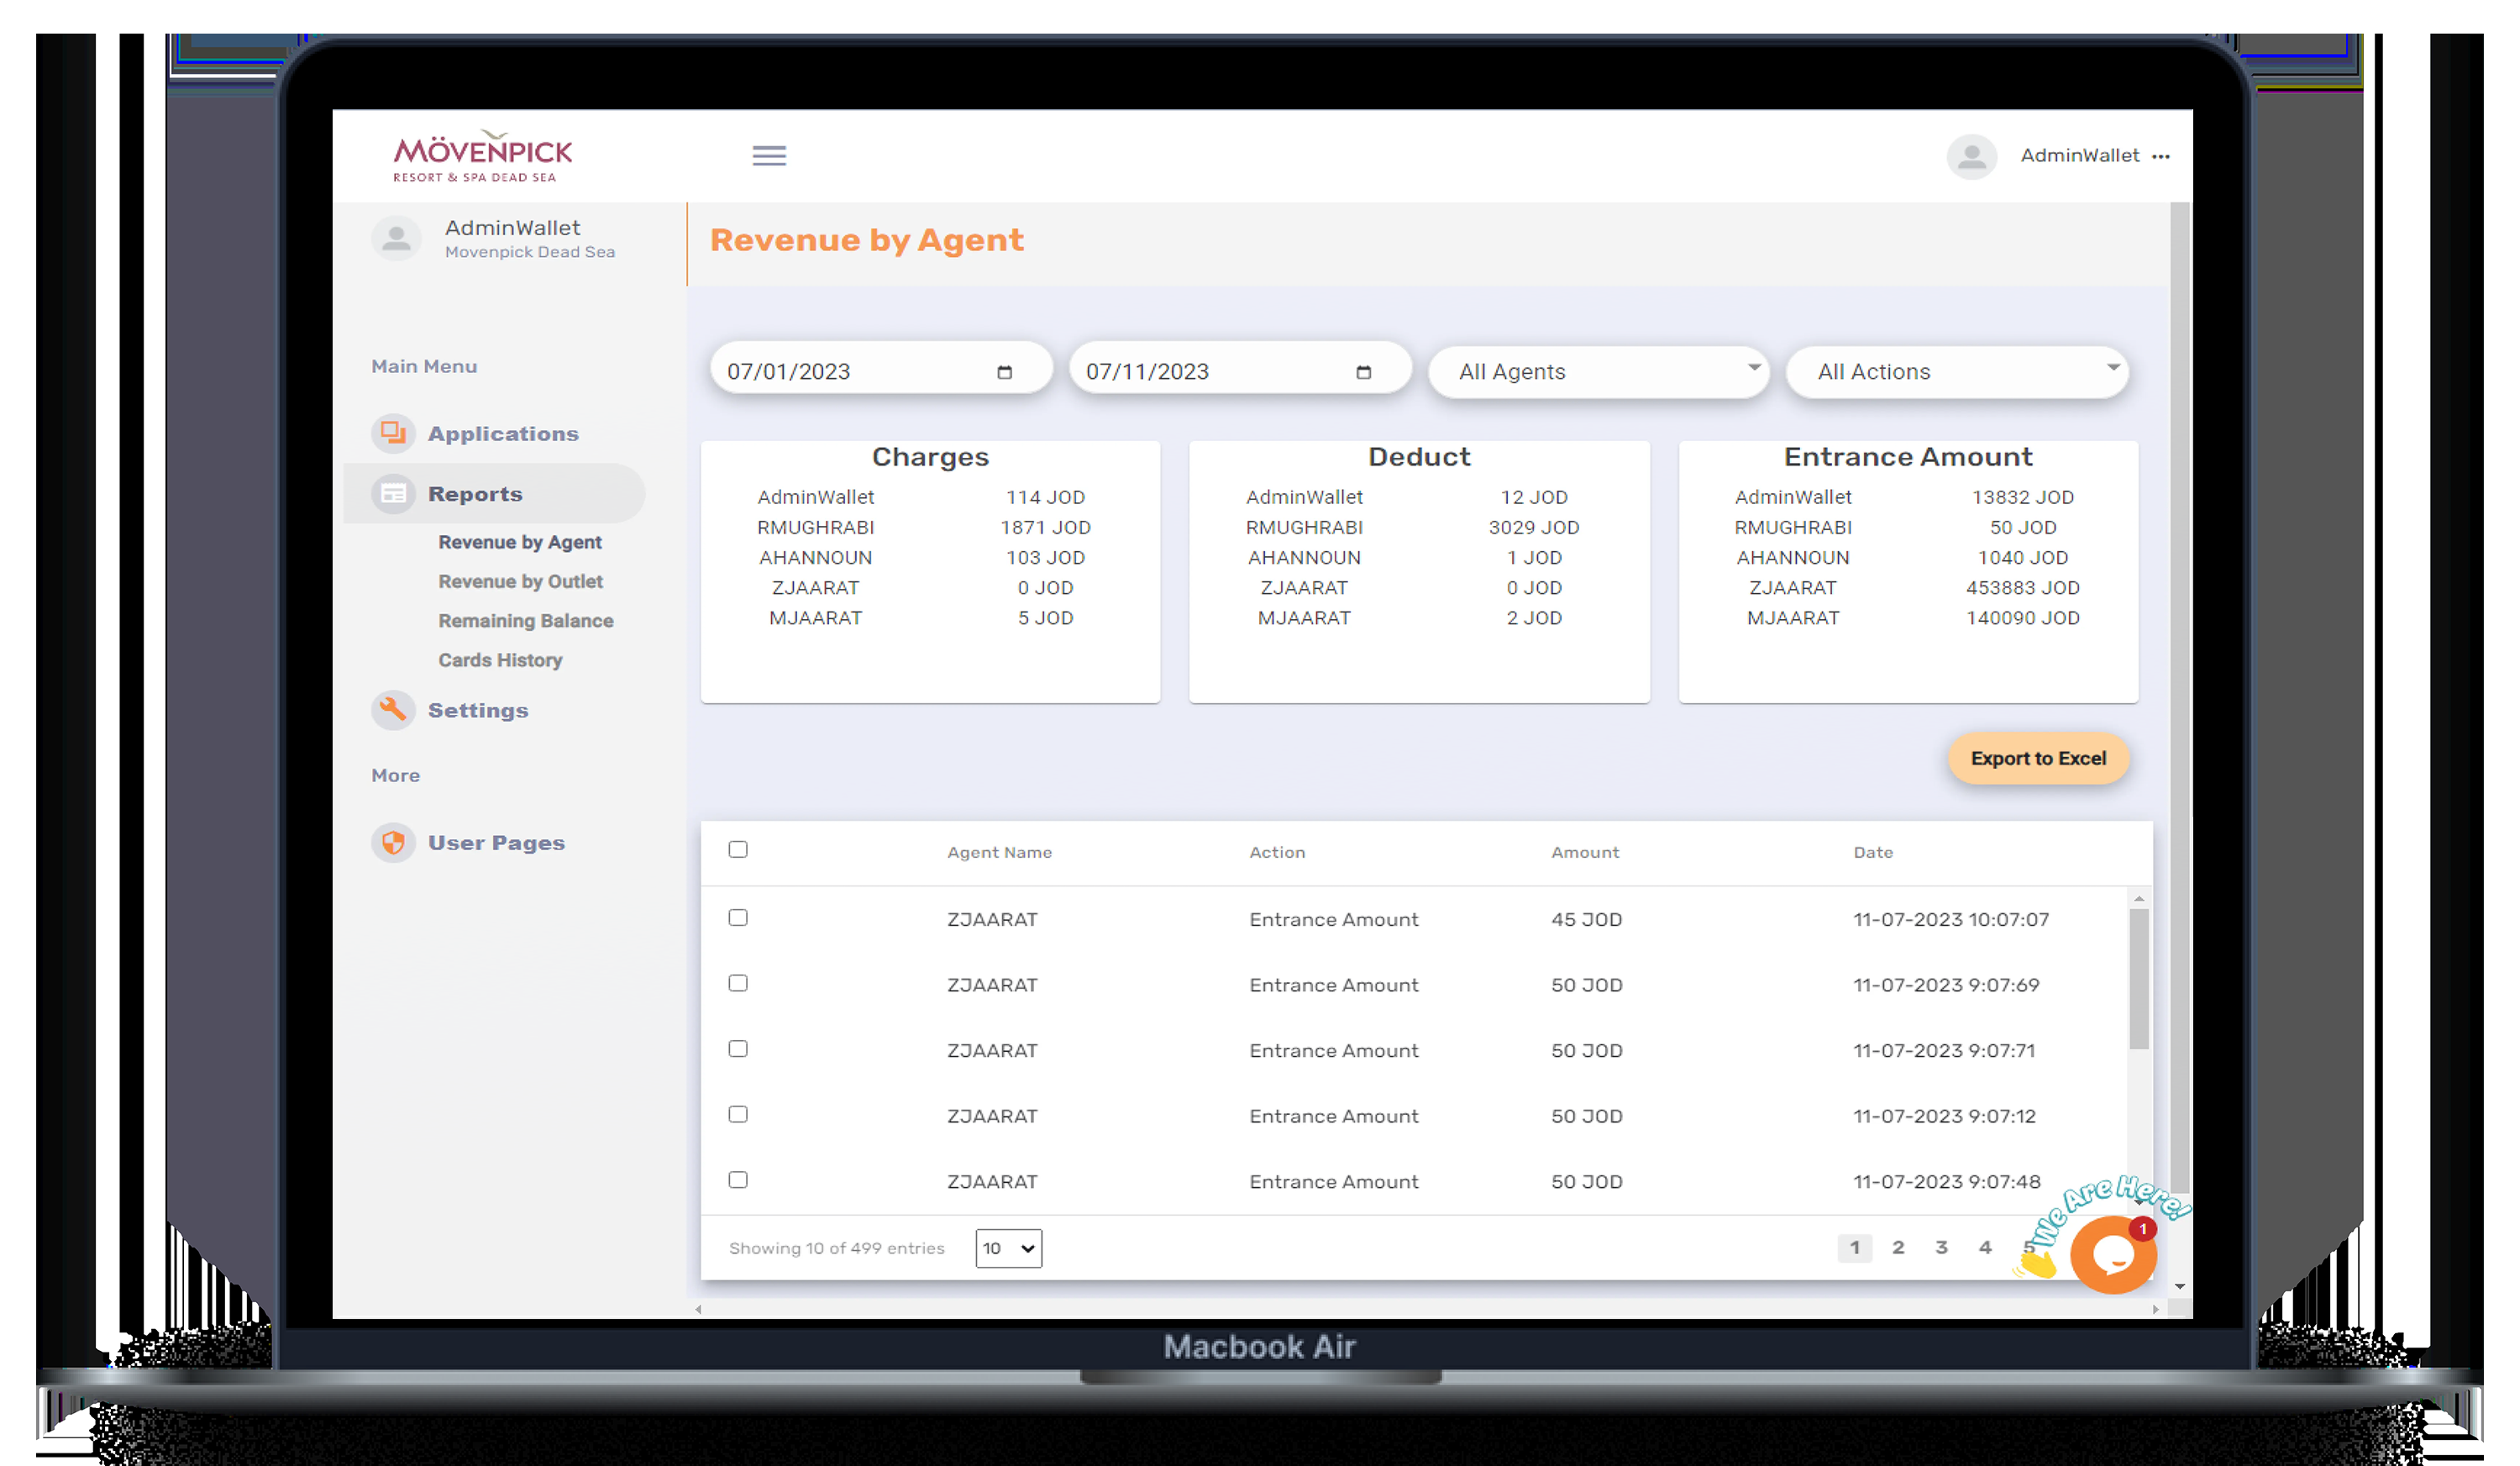 MÖVENPICK
RESORT & SPA DEAD SEA
AdminWallet
AdminWallet
Movenpick Dead Sea
Main Menu
Applications
Reports
Revenue by Agent
Revenue by Outlet
Remaining Balance
Cards History
Settings
More
User Pages
Revenue by Agent
07/01/2023 07/11/2023 All Agents All Actions
Charges
AdminWallet 114 JOD
RMUGHRABI 1871 JOD
AHANNOUN 103 JOD
ZJAARAT 0 JOD
MJAARAT 5 JOD
Deduct
AdminWallet 12 JOD
RMUGHRABI 3029 JOD
AHANNOUN 1 JOD
ZJAARAT 0 JOD
MJAARAT 2 JOD
Entrance Amount
AdminWallet 13832 JOD
RMUGHRABI 50 JOD
AHANNOUN 1040 JOD
ZJAARAT 453883 JOD
MJAARAT 140090 JOD
Export to Excel
Agent Name Action Amount Date
ZJAARAT Entrance Amount 45 JOD 11-07-2023 10:07:07
ZJAARAT Entrance Amount 50 JOD 11-07-2023 9:07:69
ZJAARAT Entrance Amount 50 JOD 11-07-2023 9:07:71
ZJAARAT Entrance Amount 50 JOD 11-07-2023 9:07:12
ZJAARAT Entrance Amount 50 JOD 11-07-2023 9:07:48
Showing 10 of 499 entries 10 1 2 3 4 5
We Are Here!
1
Macbook Air